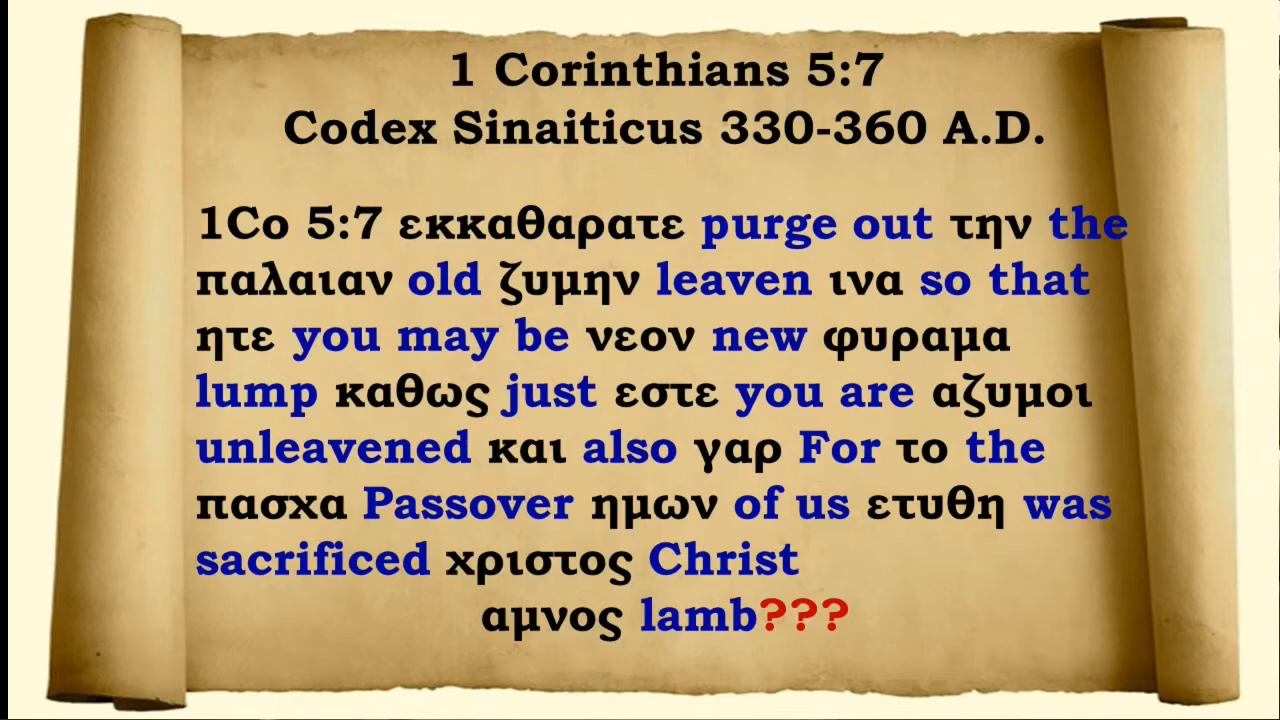 1 Corinthians 5:7
Codex Sinaiticus 330-360 A.D.
1Co 5:7 εκκαθαρατε purge out την the
παλαιαν old ζυμην leaven ινα so that
ητε you may be νεον new φυραμα
lump καθως just εστε you are αζυμοι
unleavened και also γαρ For το the
πασχα Passover ημων of us ετυθη was
sacrificed χριστος Christ
αμνος lamb???